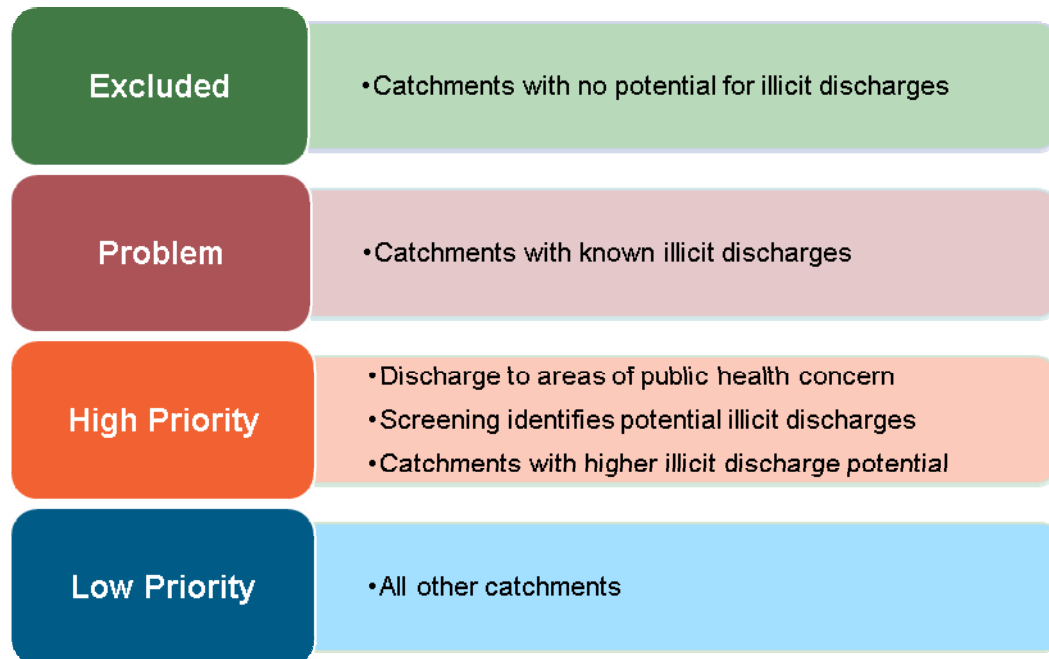 Excluded
•Catchments with no potential for illicit discharges
Problem
•Catchments with known illicit discharges
High Priority
•Discharge to areas of public health concern
•Screening identifies potential illicit discharges
•Catchments with higher illicit discharge potential
Low Priority
•All other catchments